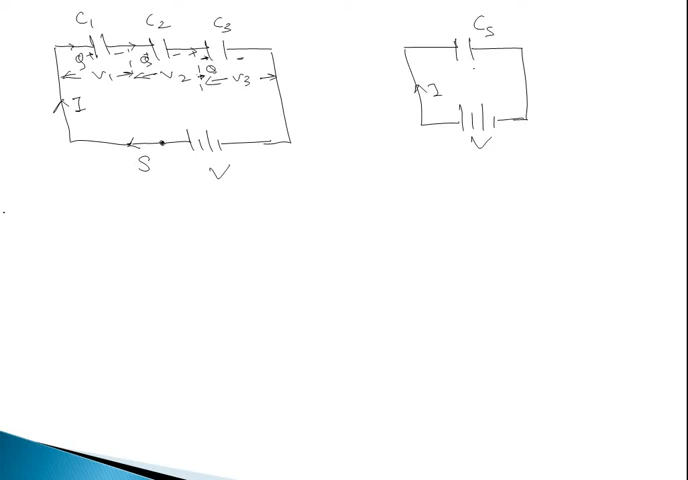 C1 C2 C3
Q + - Q + - Q + -
V1 V2 V3
I
S V
Cs
I
V